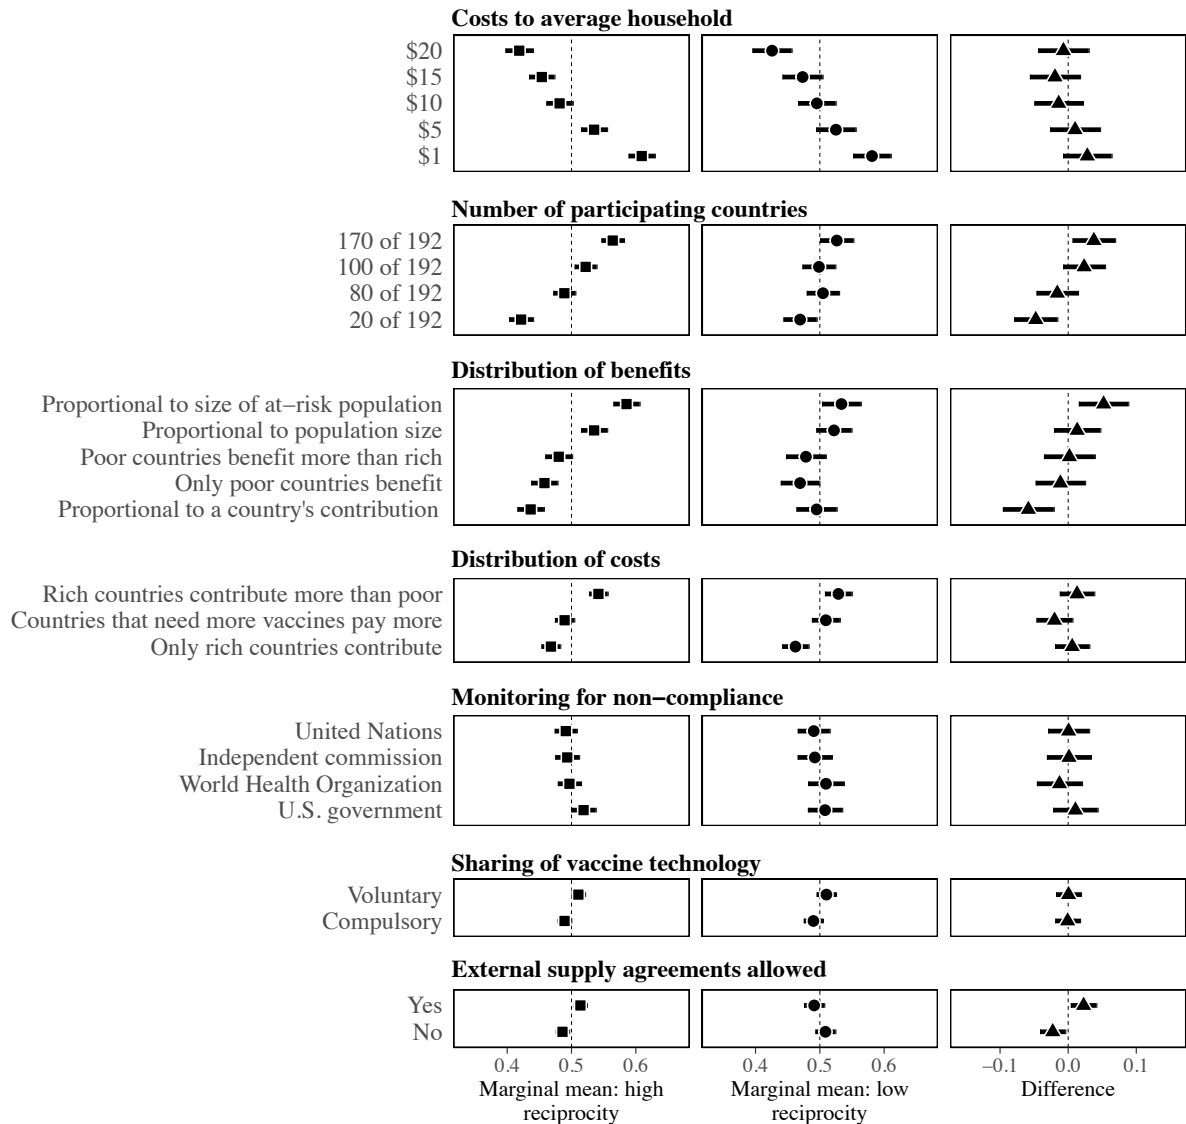 Costs to average household
$20
$15
$10
$5
$1
Number of participating countries
170 of 192
100 of 192
80 of 192
20 of 192
Distribution of benefits
Proportional to size of at−risk population
Proportional to population size
Poor countries benefit more than rich
Only poor countries benefit
Proportional to a country's contribution
Distribution of costs
Rich countries contribute more than poor
Countries that need more vaccines pay more
Only rich countries contribute
Monitoring for non−compliance
United Nations
Independent commission
World Health Organization
U.S. government
Sharing of vaccine technology
Voluntary
Compulsory
External supply agreements allowed
Yes
No
0.4 0.5 0.6 0.4 0.5 0.6 −0.1 0.0 0.1
Marginal mean: high
reciprocity
Marginal mean: low
reciprocity
Difference